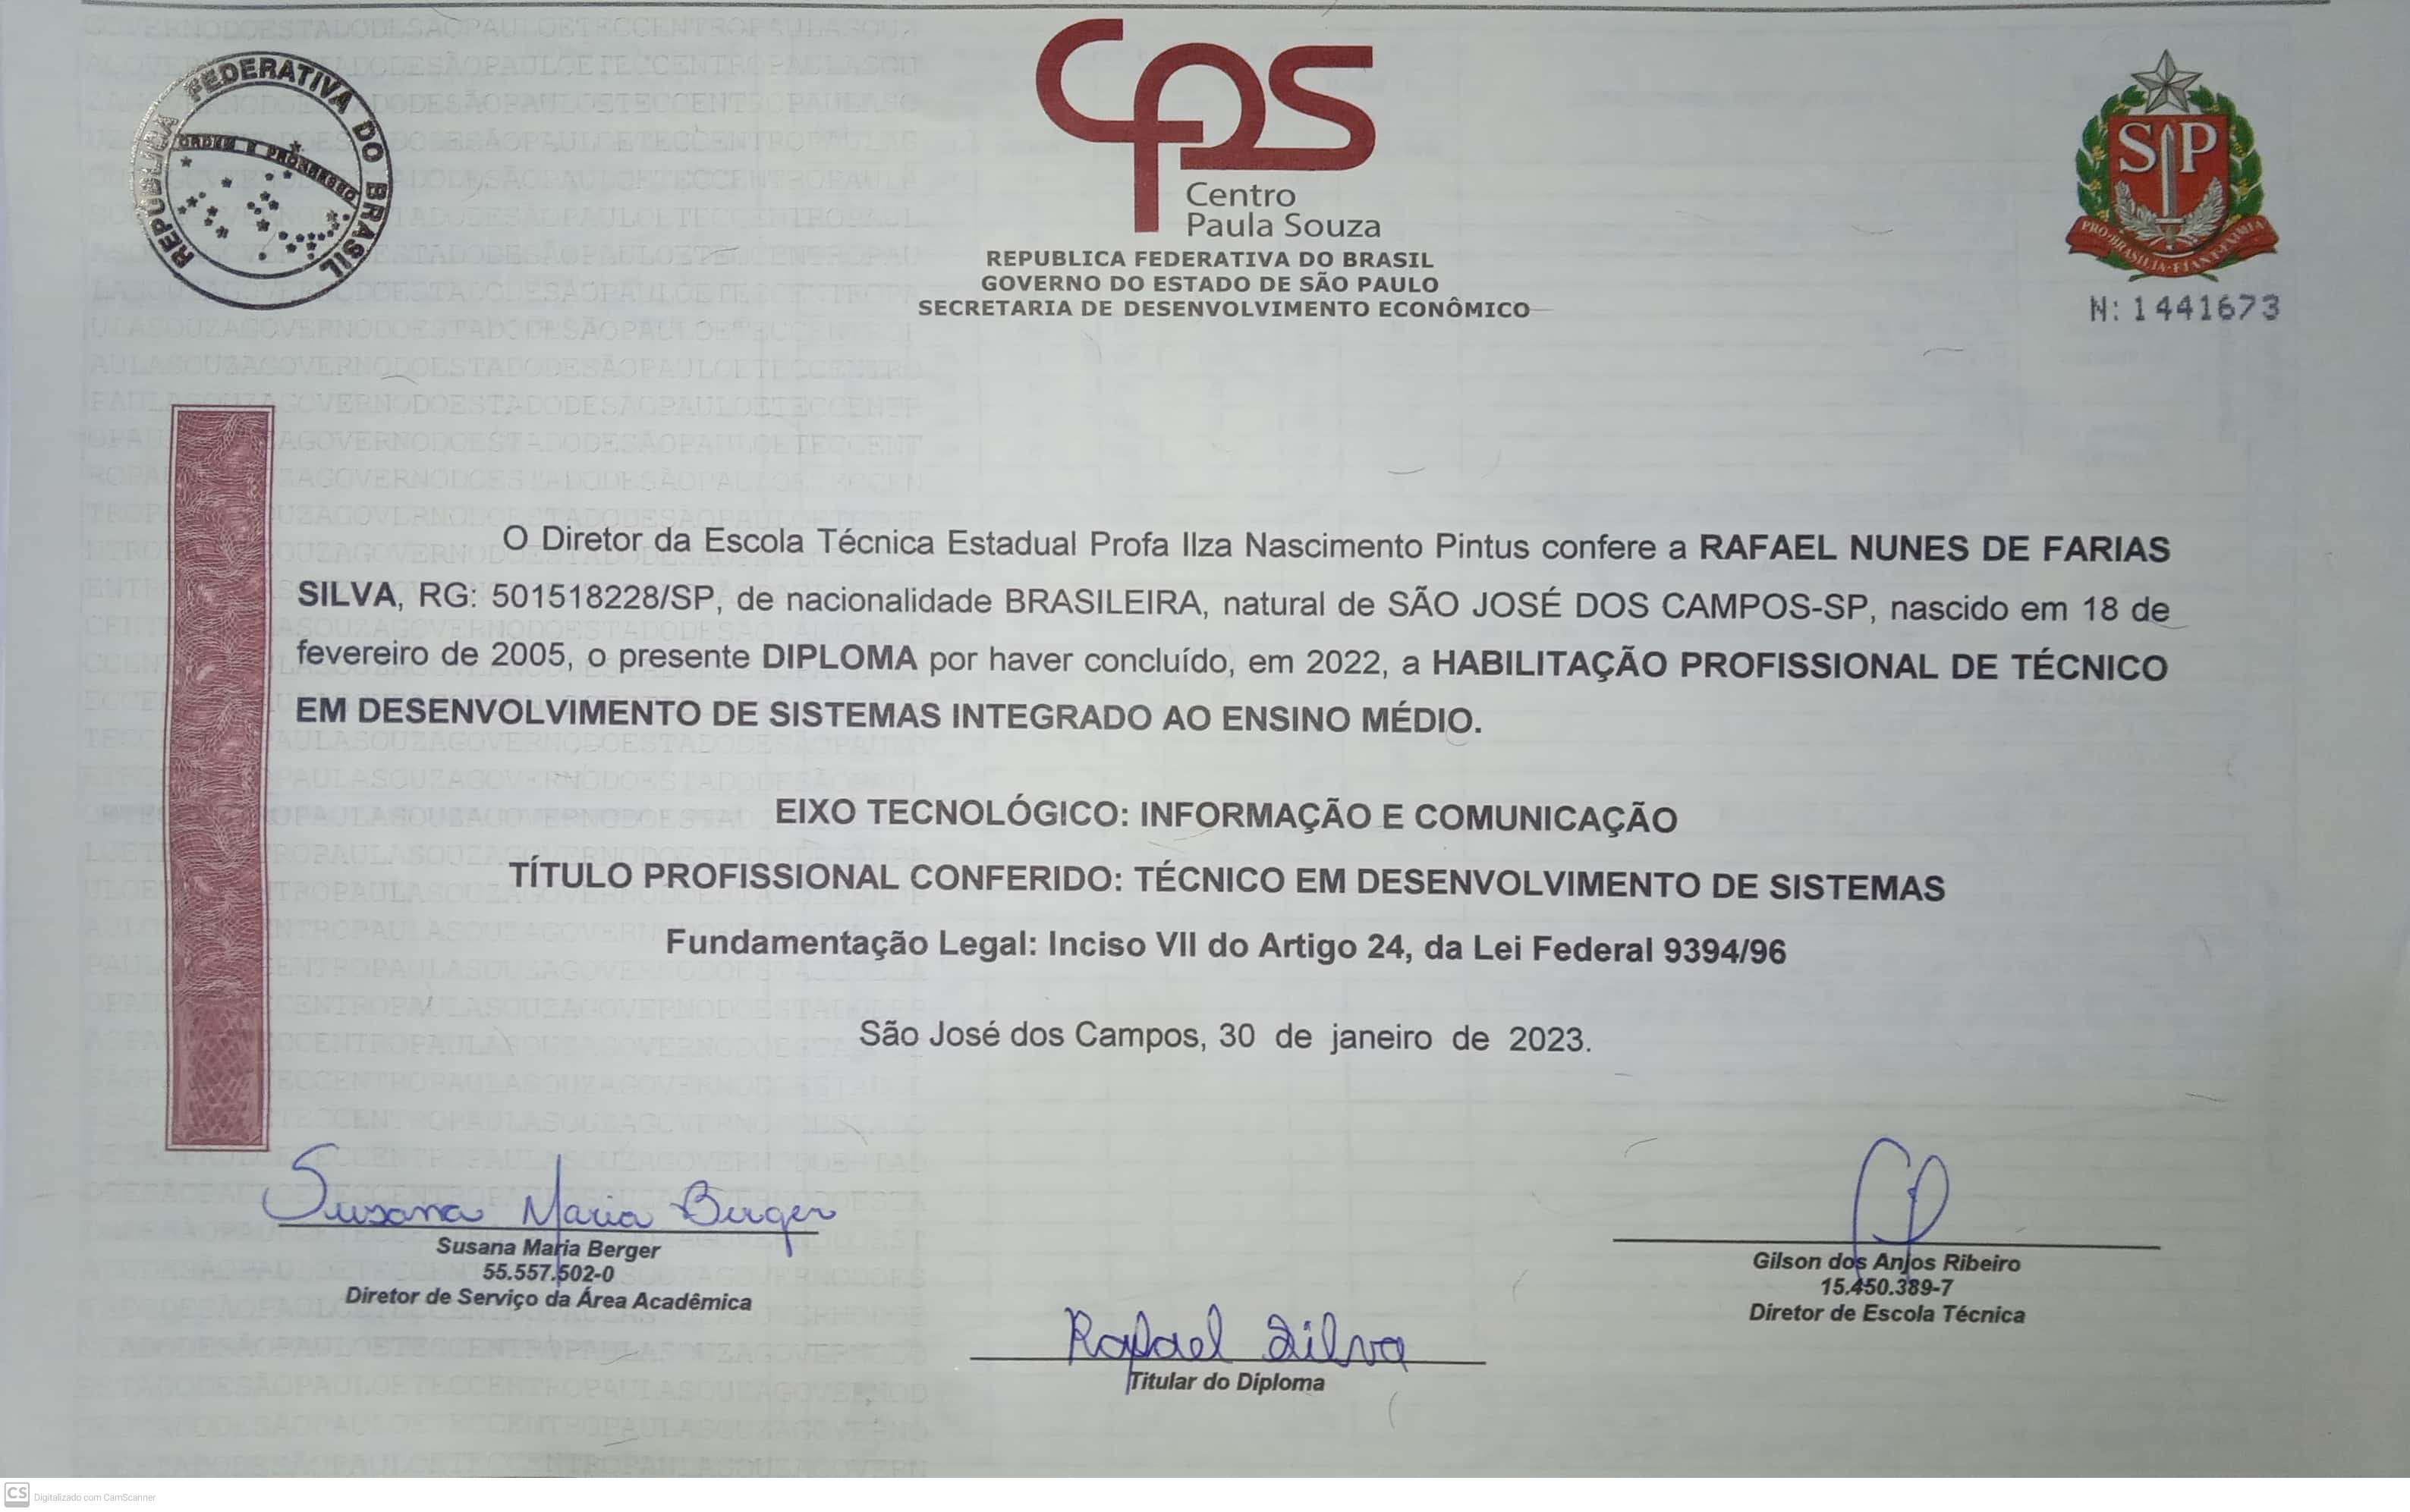 REPUBLICA FEDERATIVA DO BRASIL
ORDEM E PROGRESSO
cps
Centro
Paula Souza
REPUBLICA FEDERATIVA DO BRASIL
GOVERNO DO ESTADO DE SÃO PAULO
SECRETARIA DE DESENVOLVIMENTO ECONÔMICO
SP
PRO·BRASILIA·FIANT·EXIMIA
N: 1441673
O Diretor da Escola Técnica Estadual Profa Ilza Nascimento Pintus confere a RAFAEL NUNES DE FARIAS
SILVA, RG: 501518228/SP, de nacionalidade BRASILEIRA, natural de SÃO JOSÉ DOS CAMPOS-SP, nascido em 18 de
fevereiro de 2005, o presente DIPLOMA por haver concluído, em 2022, a HABILITAÇÃO PROFISSIONAL DE TÉCNICO
EM DESENVOLVIMENTO DE SISTEMAS INTEGRADO AO ENSINO MÉDIO.
EIXO TECNOLÓGICO: INFORMAÇÃO E COMUNICAÇÃO
TÍTULO PROFISSIONAL CONFERIDO: TÉCNICO EM DESENVOLVIMENTO DE SISTEMAS
Fundamentação Legal: Inciso VII do Artigo 24, da Lei Federal 9394/96
São José dos Campos, 30 de janeiro de 2023.
Susana Maria Berger
Susana Maria Berger
55.557.502-0
Diretor de Serviço da Área Acadêmica
Gilson dos Anjos Ribeiro
15.450.389-7
Diretor de Escola Técnica
Rafael Silva
Titular do Diploma
CS Digitalizado com CamScanner